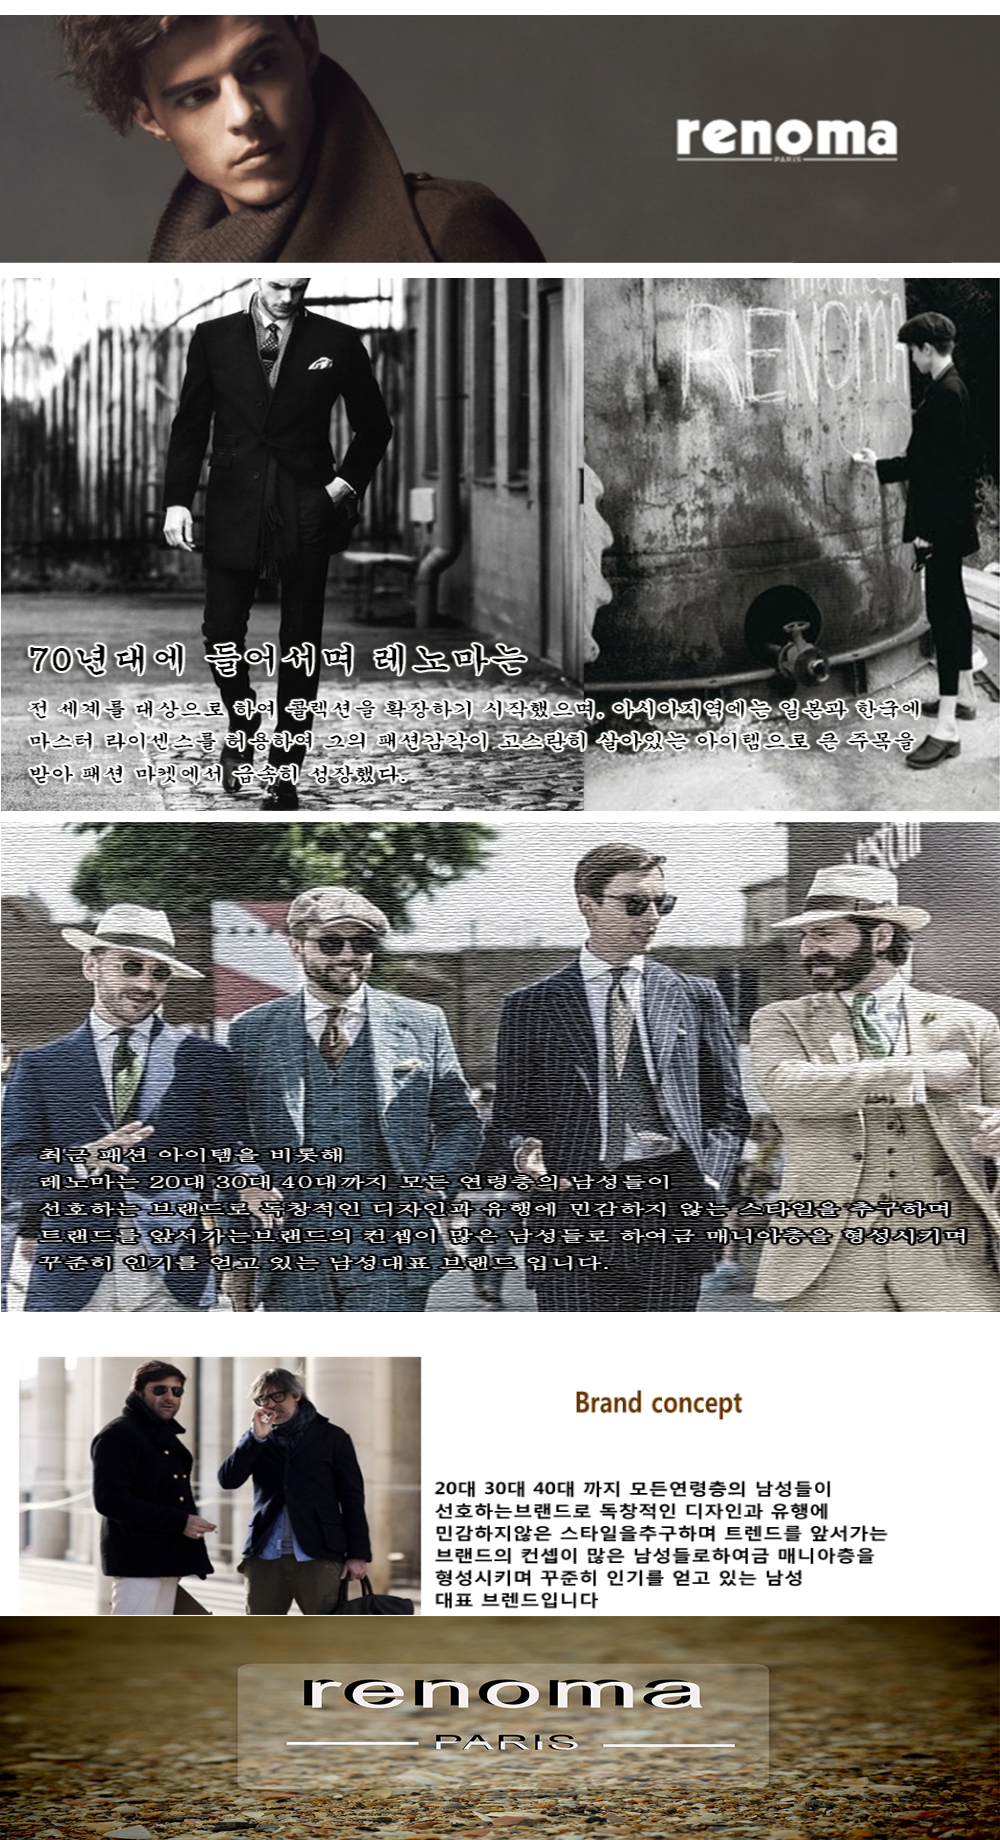 renoma
PARIS
RENOMA
70년대에 들어서며 레노마는
전 세계를 대상으로 하여 콜렉션을 확장하기 시작했으며, 아시아지역에는 일본과 한국에
마스터 라이센스를 허용하여 그의 패션감각이 고스란히 살아있는 아이템으로 큰 주목을
받아 패션 마켓에서 급속히 성장했다.
최근 패션 아이템을 비롯해
레노마는 20대 30대 40대까지 모든 연령층의 남성들이
선호하는 브랜드로 독창적인 디자인과 유행에 민감하지 않는 스타일을 추구하며
트랜드를 앞서가는브랜드의 컨셉이 많은 남성들로 하여금 매니아층을 형성시키며
꾸준히 인기를 얻고 있는 남성대표 브랜드 입니다.
Brand concept
20대 30대 40대 까지 모든연령층의 남성들이
선호하는브랜드로 독창적인 디자인과 유행에
민감하지않은 스타일을추구하며 트렌드를 앞서가는
브랜드의 컨셉이 많은 남성들로하여금 매니아층을
형성시키며 꾸준히 인기를 얻고 있는 남성
대표 브렌드입니다
renoma
PARIS